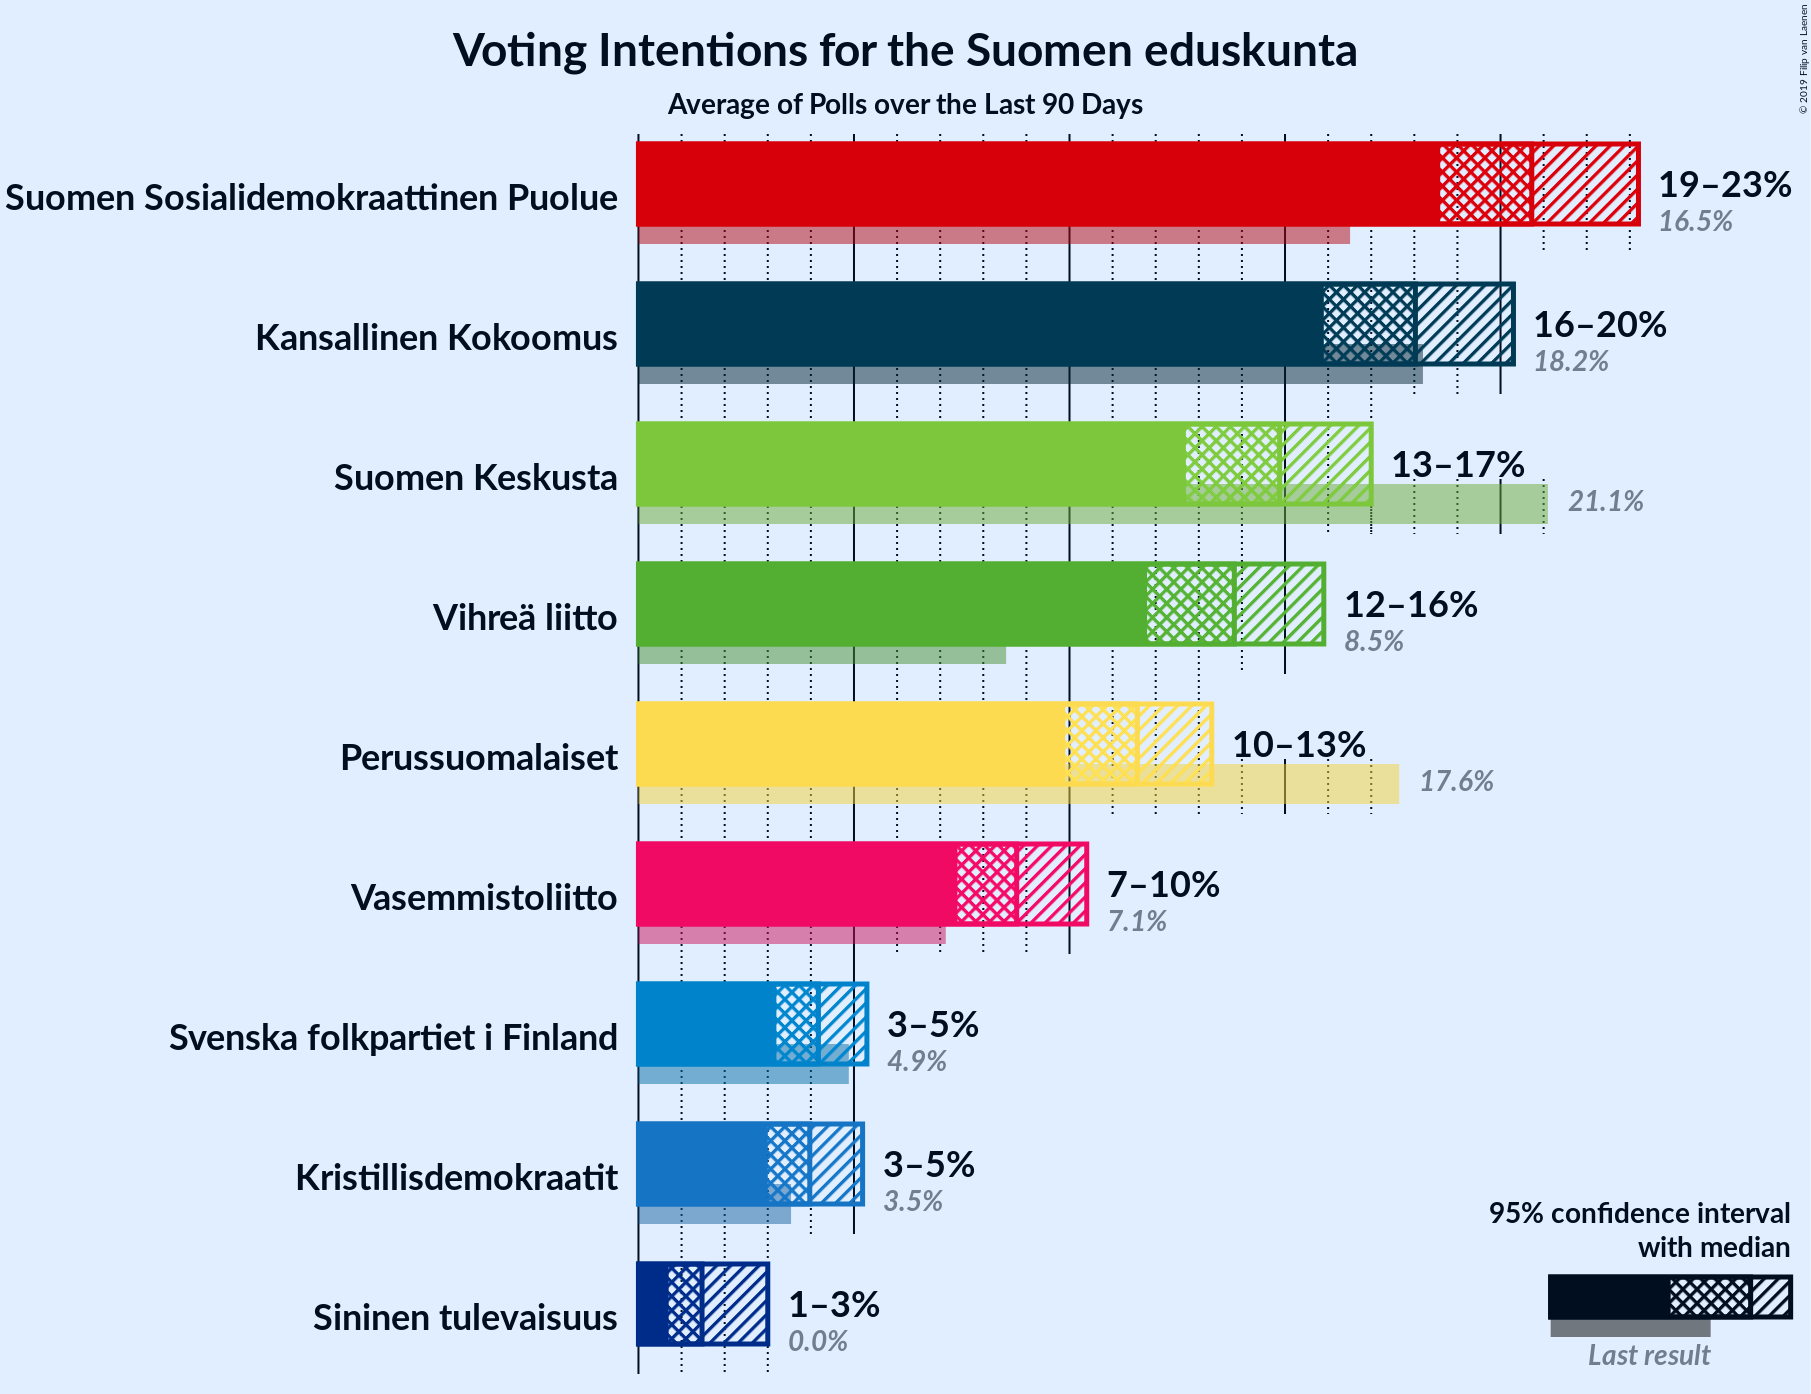 Voting Intentions for the Suomen eduskunta
Average of Polls over the Last 90 Days
© 2019 Filip van Laenen
Suomen Sosialidemokraattinen Puolue
19–23%
16.5%
Kansallinen Kokoomus
16–20%
18.2%
Suomen Keskusta
13–17%
21.1%
Vihreä liitto
12–16%
8.5%
Perussuomalaiset
10–13%
17.6%
Vasemmistoliitto
7–10%
7.1%
Svenska folkpartiet i Finland
3–5%
4.9%
Kristillisdemokraatit
3–5%
3.5%
Sininen tulevaisuus
1–3%
0.0%
95% confidence interval
with median
Last result